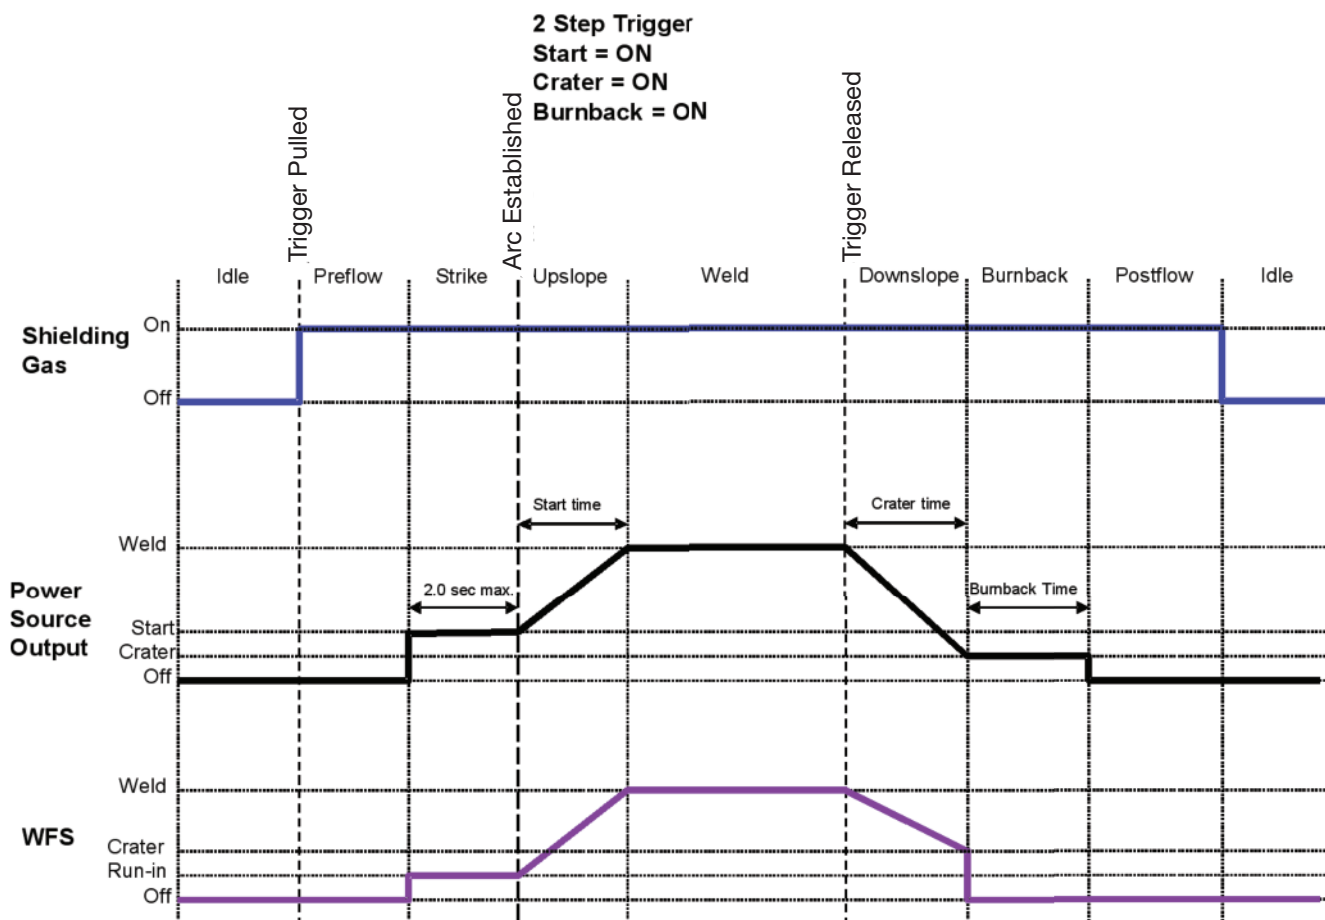 2 Step Trigger
Start = ON
Crater = ON
Burnback = ON
Trigger Pulled
Arc Established
Trigger Released
Idle
Preflow
Strike
Upslope
Weld
Downslope
Burnback
Postflow
Idle
Shielding
Gas
On
Off
Start time
Crater time
2.0 sec max.
Burnback Time
Power
Source
Output
Weld
Start
Crater
Off
WFS
Weld
Crater
Run-in
Off